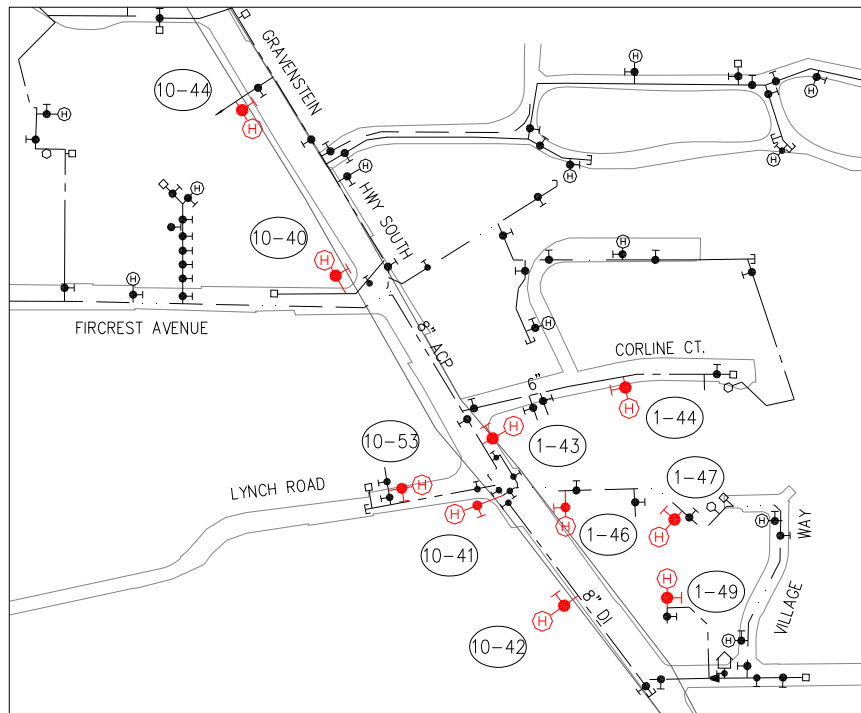 GRAVENSTEIN
HWY SOUTH
10-44
H
H
H
H
H
H
H
H
H
10-40
H
H
H
FIRCREST AVENUE
8" ACP
H
CORLINE CT.
6"
H
1-44
H
1-43
10-53
H
LYNCH ROAD
1-47
H
10-41
H
1-46
H
H
WAY
H
1-49
VILLAGE
H
8" DI
H
10-42
H